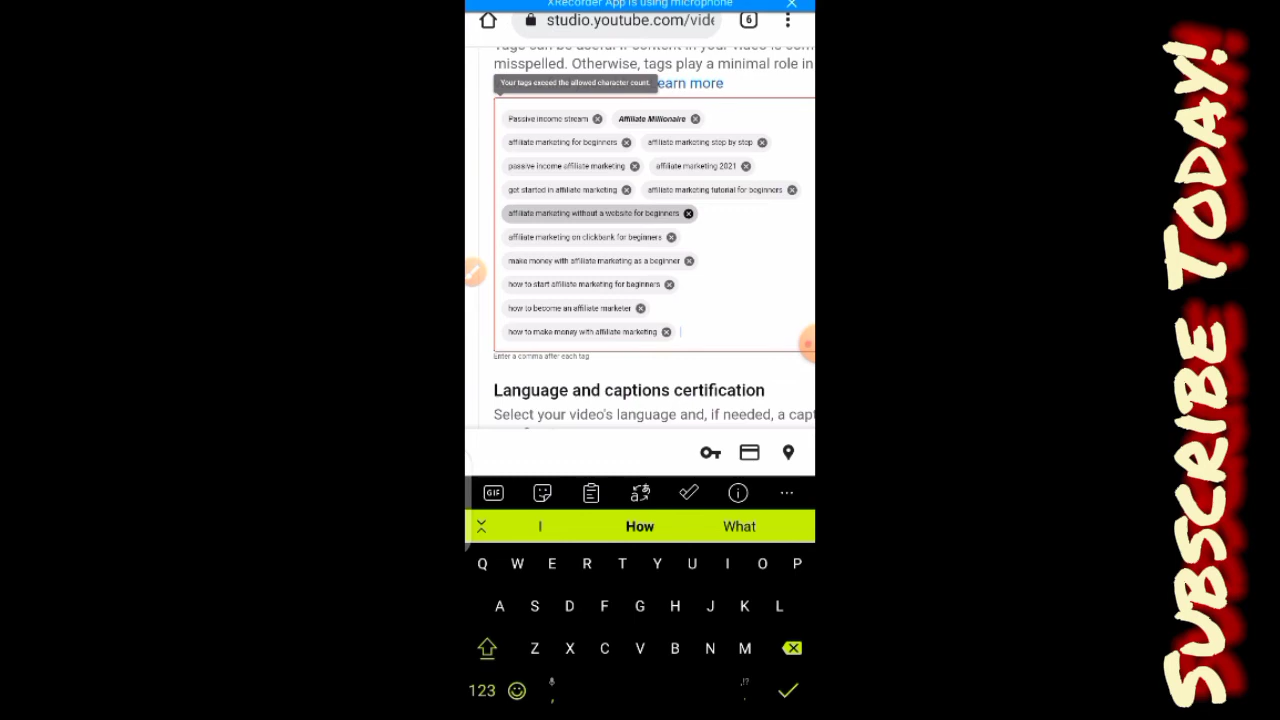 XRecorder App is using microphone
studio.youtube.com/vide
6
misspelled. Otherwise, tags play a minimal role in
Your tags exceed the allowed character count.
earn more
Passive income stream
Affiliate Millionaire
affiliate marketing for beginners
affiliate marketing step by step
passive income affiliate marketing
affiliate marketing 2021
get started in affiliate marketing
affiliate marketing tutorial for beginners
affiliate marketing without a website for beginners
affiliate marketing on clickbank for beginners
make money with affiliate marketing as a beginner
how to start affiliate marketing for beginners
how to become an affiliate marketer
how to make money with affiliate marketing
Enter a comma after each tag
Language and captions certification
Select your video's language and, if needed, a capt
GIF
I How What
Q W E R T Y U I O P
A S D F G H J K L
Z X C V B N M
123 , ,!? .
SUBSCRIBE TODAY!